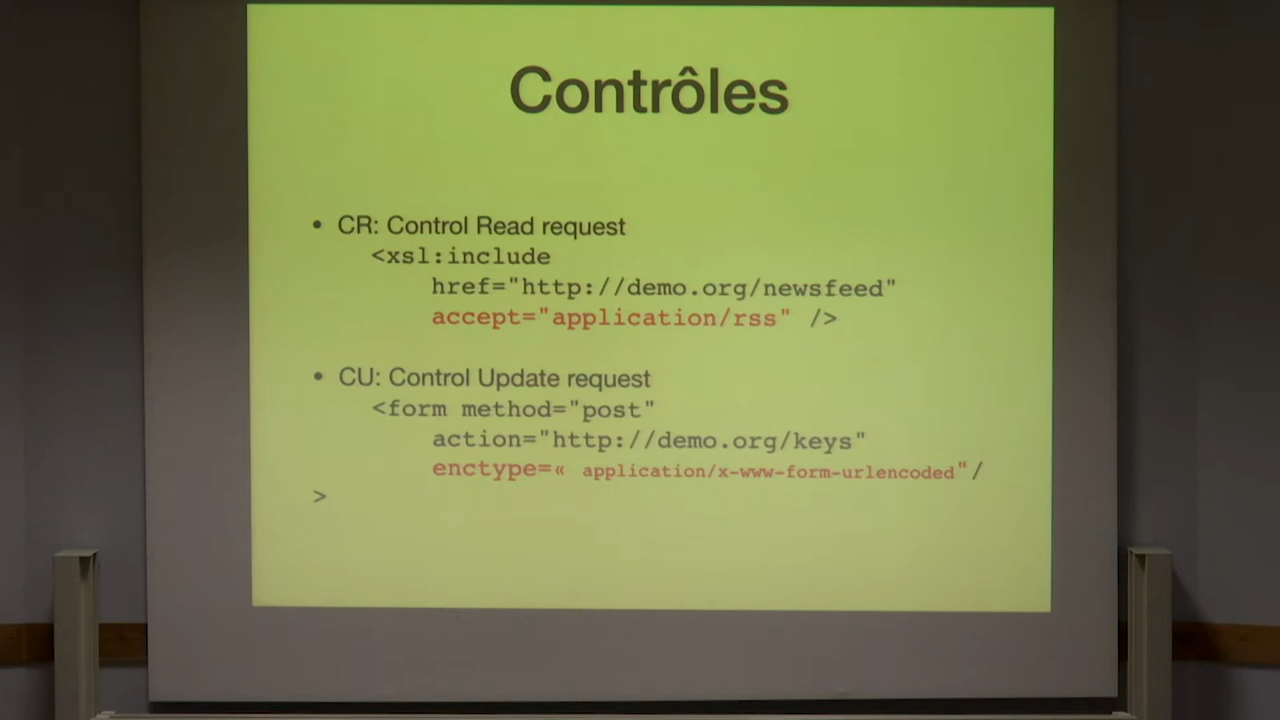 Contrôles
• CR: Control Read request
<xsl:include
href="http://demo.org/newsfeed"
accept="application/rss" />
• CU: Control Update request
<form method="post"
action="http://demo.org/keys"
enctype=« application/x-www-form-urlencoded"/
>